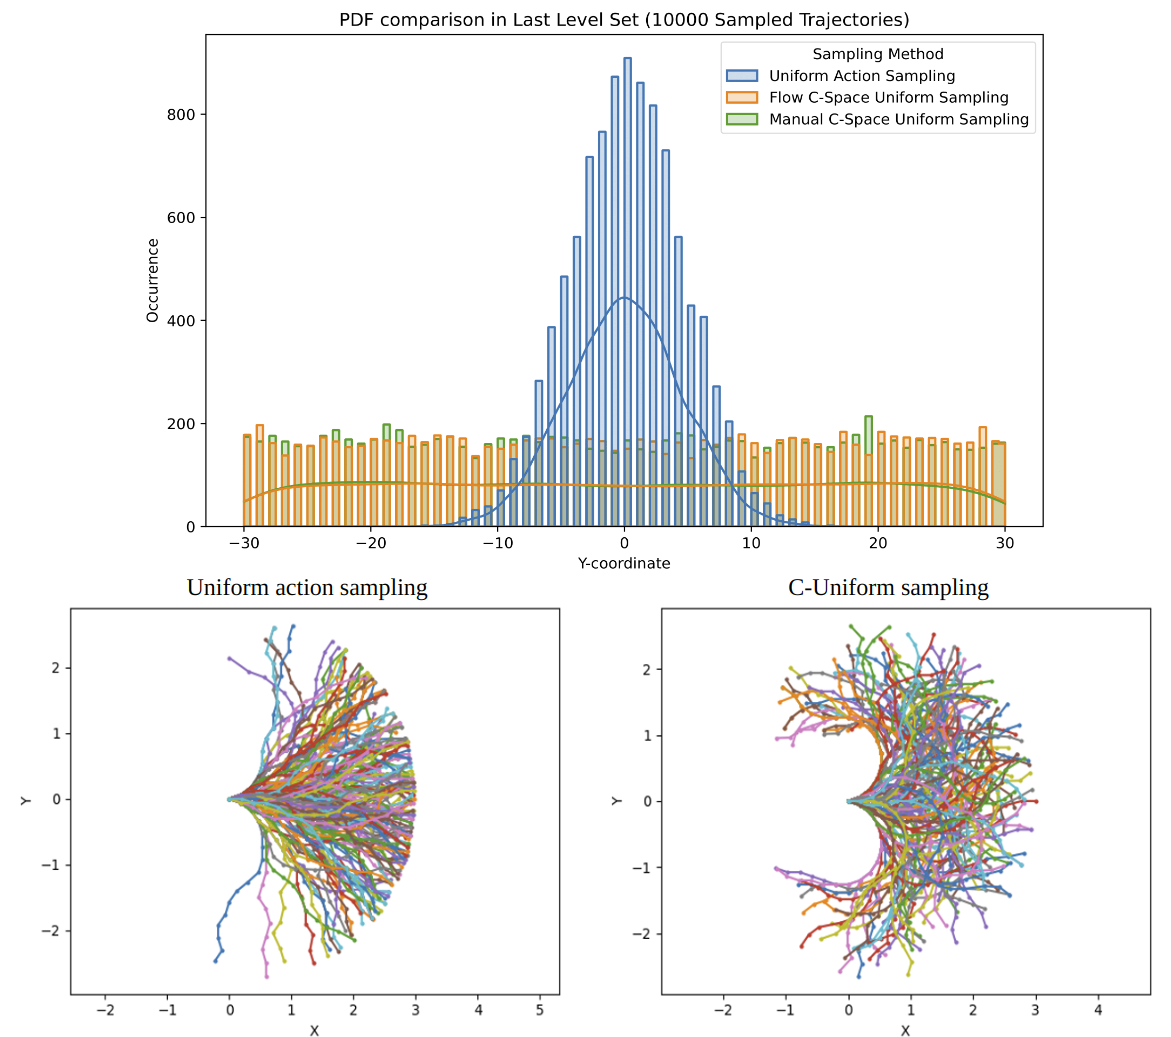 PDF comparison in Last Level Set (10000 Sampled Trajectories)
Sampling Method
Uniform Action Sampling
Flow C-Space Uniform Sampling
Manual C-Space Uniform Sampling
800
600
400
200
0
Occurrence
−30 −20 −10 0 10 20 30
Y-coordinate
Uniform action sampling
2
1
0
−1
−2
Y
−2 −1 0 1 2 3 4 5
X
C-Uniform sampling
2
1
0
−1
−2
Y
−2 −1 0 1 2 3 4
X